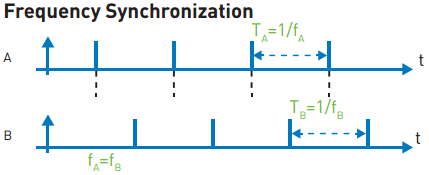 Frequency Synchronization
T_A=1/f_A
A
t
T_B=1/f_B
B
t
f_A=f_B